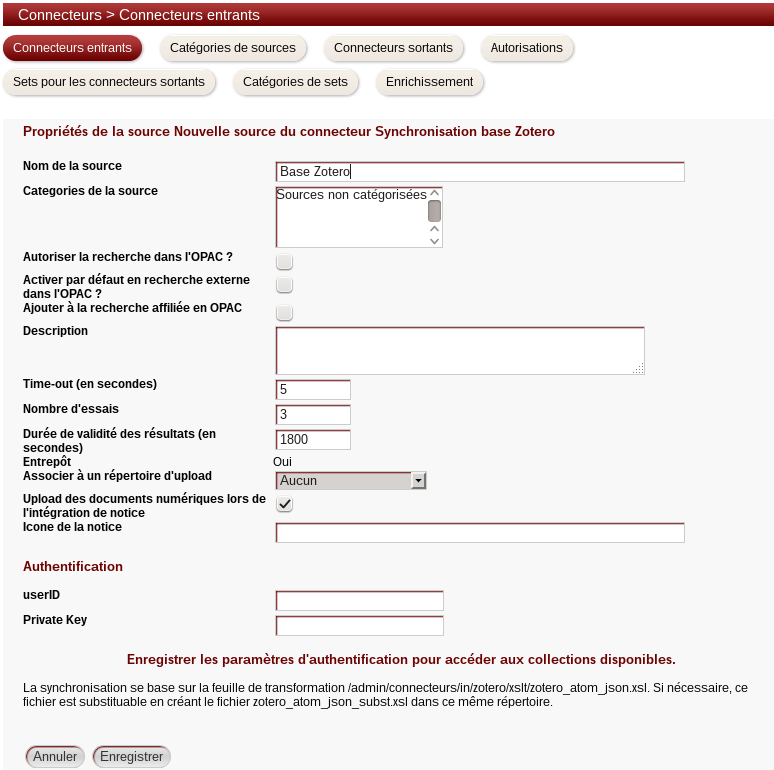 Connecteurs > Connecteurs entrants
Connecteurs entrants Catégories de sources Connecteurs sortants Autorisations
Sets pour les connecteurs sortants Catégories de sets Enrichissement
Propriétés de la source Nouvelle source du connecteur Synchronisation base Zotero
Nom de la source Base Zotero
Categories de la source Sources non catégorisées
Autoriser la recherche dans l'OPAC ?
Activer par défaut en recherche externe
dans l'OPAC ?
Ajouter à la recherche affiliée en OPAC
Description
Time-out (en secondes) 5
Nombre d'essais 3
Durée de validité des résultats (en
secondes) 1800
Entrepôt Oui
Associer à un répertoire d'upload Aucun
Upload des documents numériques lors de
l'intégration de notice
Icone de la notice
Authentification
userID
Private Key
Enregistrer les paramètres d'authentification pour accéder aux collections disponibles.
La synchronisation se base sur la feuille de transformation /admin/connecteurs/in/zotero/xslt/zotero_atom_json.xsl. Si nécessaire, ce
fichier est substituable en créant le fichier zotero_atom_json_subst.xsl dans ce même répertoire.
Annuler Enregistrer